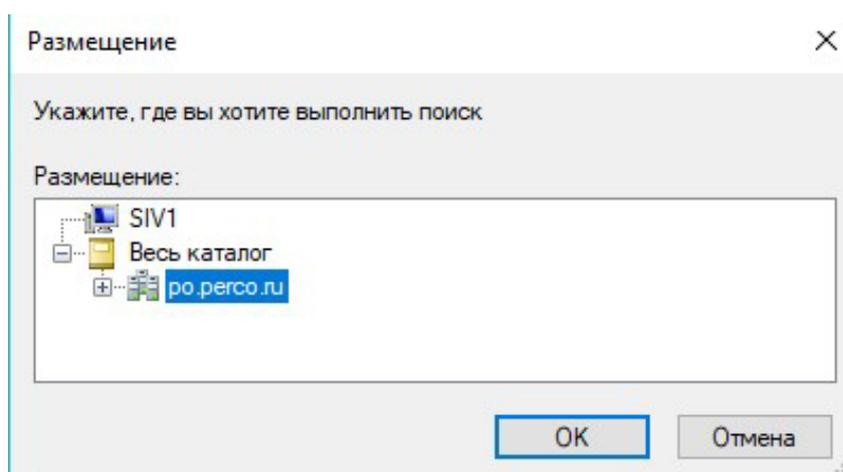 Размещение
Укажите, где вы хотите выполнить поиск
Размещение:
SIV1
Весь каталог
po.perco.ru
OK
Отмена